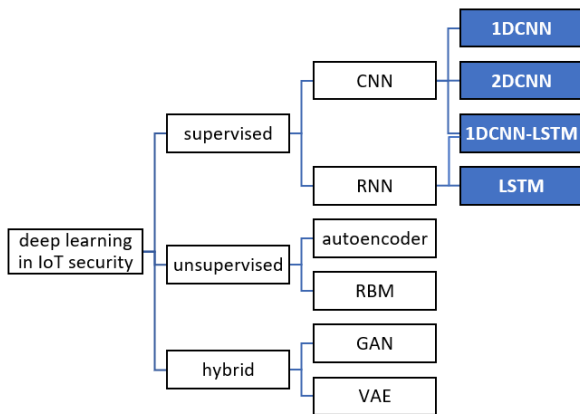 1DCNN
CNN
2DCNN
supervised
1DCNN-LSTM
RNN
LSTM
deep learning
in IoT security
autoencoder
unsupervised
RBM
GAN
hybrid
VAE